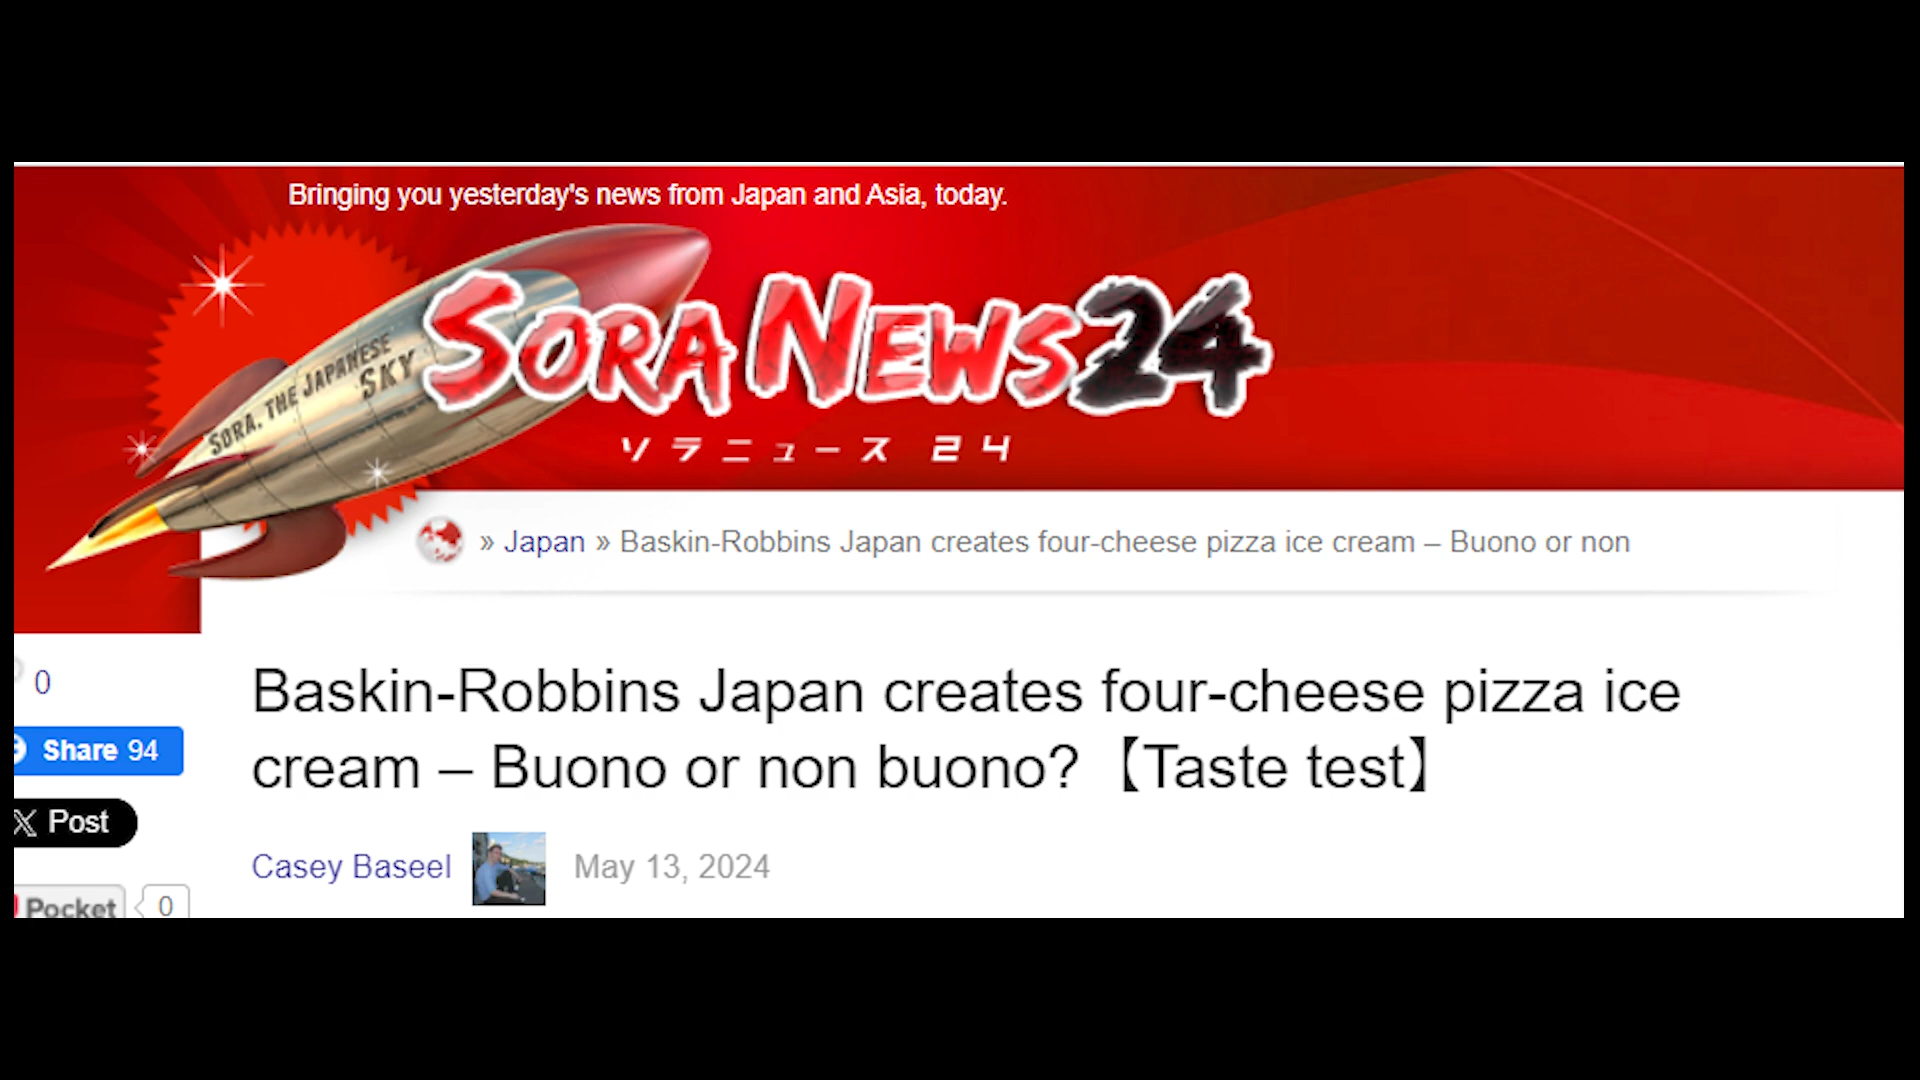 Bringing you yesterday's news from Japan and Asia, today.
SORA, THE JAPANESE
SKY
SORA NEWS24
ソラニュース 24
» Japan » Baskin-Robbins Japan creates four-cheese pizza ice cream – Buono or non
0
Baskin-Robbins Japan creates four-cheese pizza ice
cream – Buono or non buono?【Taste test】
Share 94
X Post
Casey Baseel May 13, 2024
Pocket 0